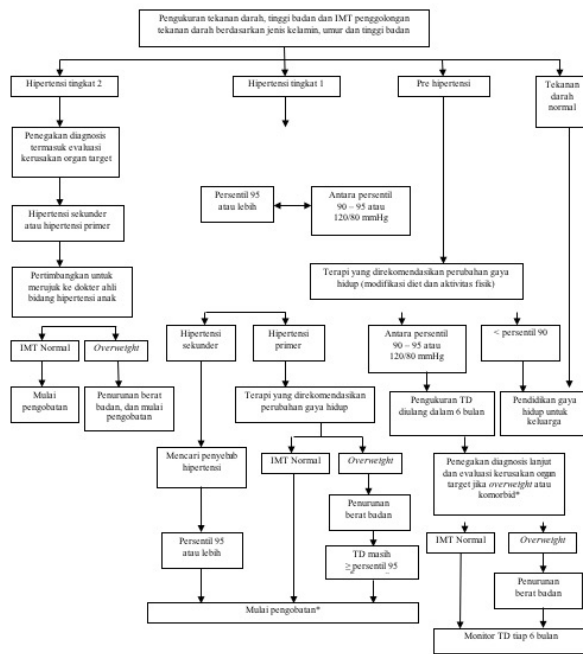 Pengukuran tekanan darah, tinggi badan dan IMT penggolongan
tekanan darah berdasarkan jenis kelamin, umur dan tinggi badan
Hipertensi tingkat 2
Hipertensi tingkat 1
Pre hipertensi
Tekanan
darah
normal
Penegakan diagnosis
termasuk evaluasi
kerusakan organ target
Persentil 95
atau lebih
Antara persentil
90 – 95 atau
120/80 mmHg
Hipertensi sekunder
atau hipertensi primer
Pertimbangkan untuk
merujuk ke dokter ahli
bidang hipertensi anak
Terapi yang direkomendasikan perubahan gaya
hidup (modifikasi diet dan aktivitas fisik)
IMT Normal
Overweight
Hipertensi
sekunder
Hipertensi
primer
Antara persentil
90 – 95 atau
120/80 mmHg
< persentil 90
Mulai
pengobatan
Penurunan berat
badan, dan mulai
pengobatan
Terapi yang direkomendasikan
perubahan gaya hidup
Pengukuran TD
diulang dalam 6 bulan
Pendidikan gaya
hidup untuk
keluarga
Mencari penyebab
hipertensi
IMT Normal
Overweight
Penegakan diagnosis lanjut
dan evaluasi kerusakan organ
target jika overweight atau
komorbid*
Penurunan
berat badan
Persentil 95
atau lebih
TD masih
≥ persentil 95
IMT Normal
Overweight
Penurunan
berat badan
Mulai pengobatan*
Monitor TD tiap 6 bulan